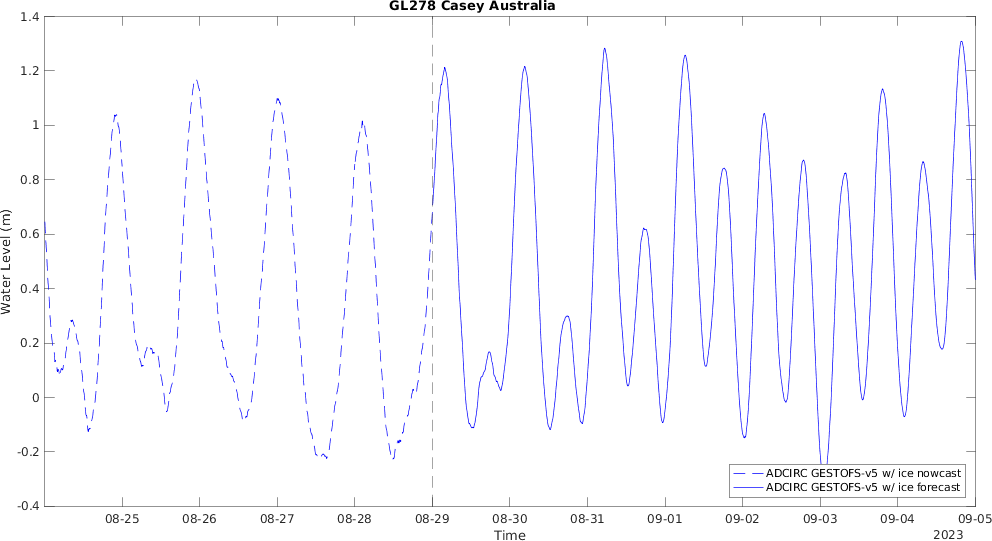 GL278 Casey Australia
1.4
1.2
1
0.8
0.6
0.4
0.2
0
-0.2
-0.4
Water Level (m)
ADCIRC GESTOFS-v5 w/ ice nowcast
ADCIRC GESTOFS-v5 w/ ice forecast
08-25 08-26 08-27 08-28 08-29 08-30 08-31 09-01 09-02 09-03 09-04 09-05
Time
2023